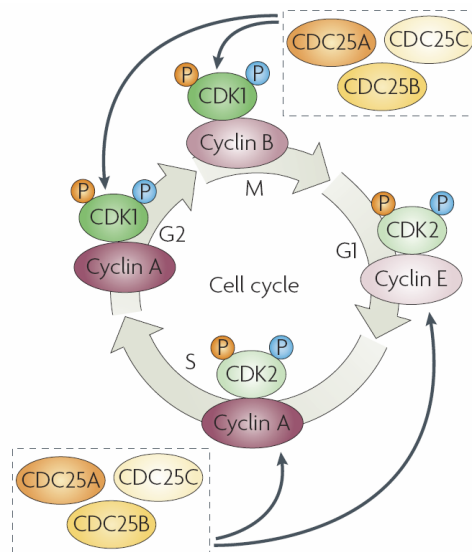 CDC25A
CDC25C
CDC25B
P
P
CDK1
Cyclin B
M
P
P
CDK1
Cyclin A
G2
P
P
CDK2
Cyclin E
G1
Cell cycle
S
P
P
CDK2
Cyclin A
CDC25A
CDC25C
CDC25B